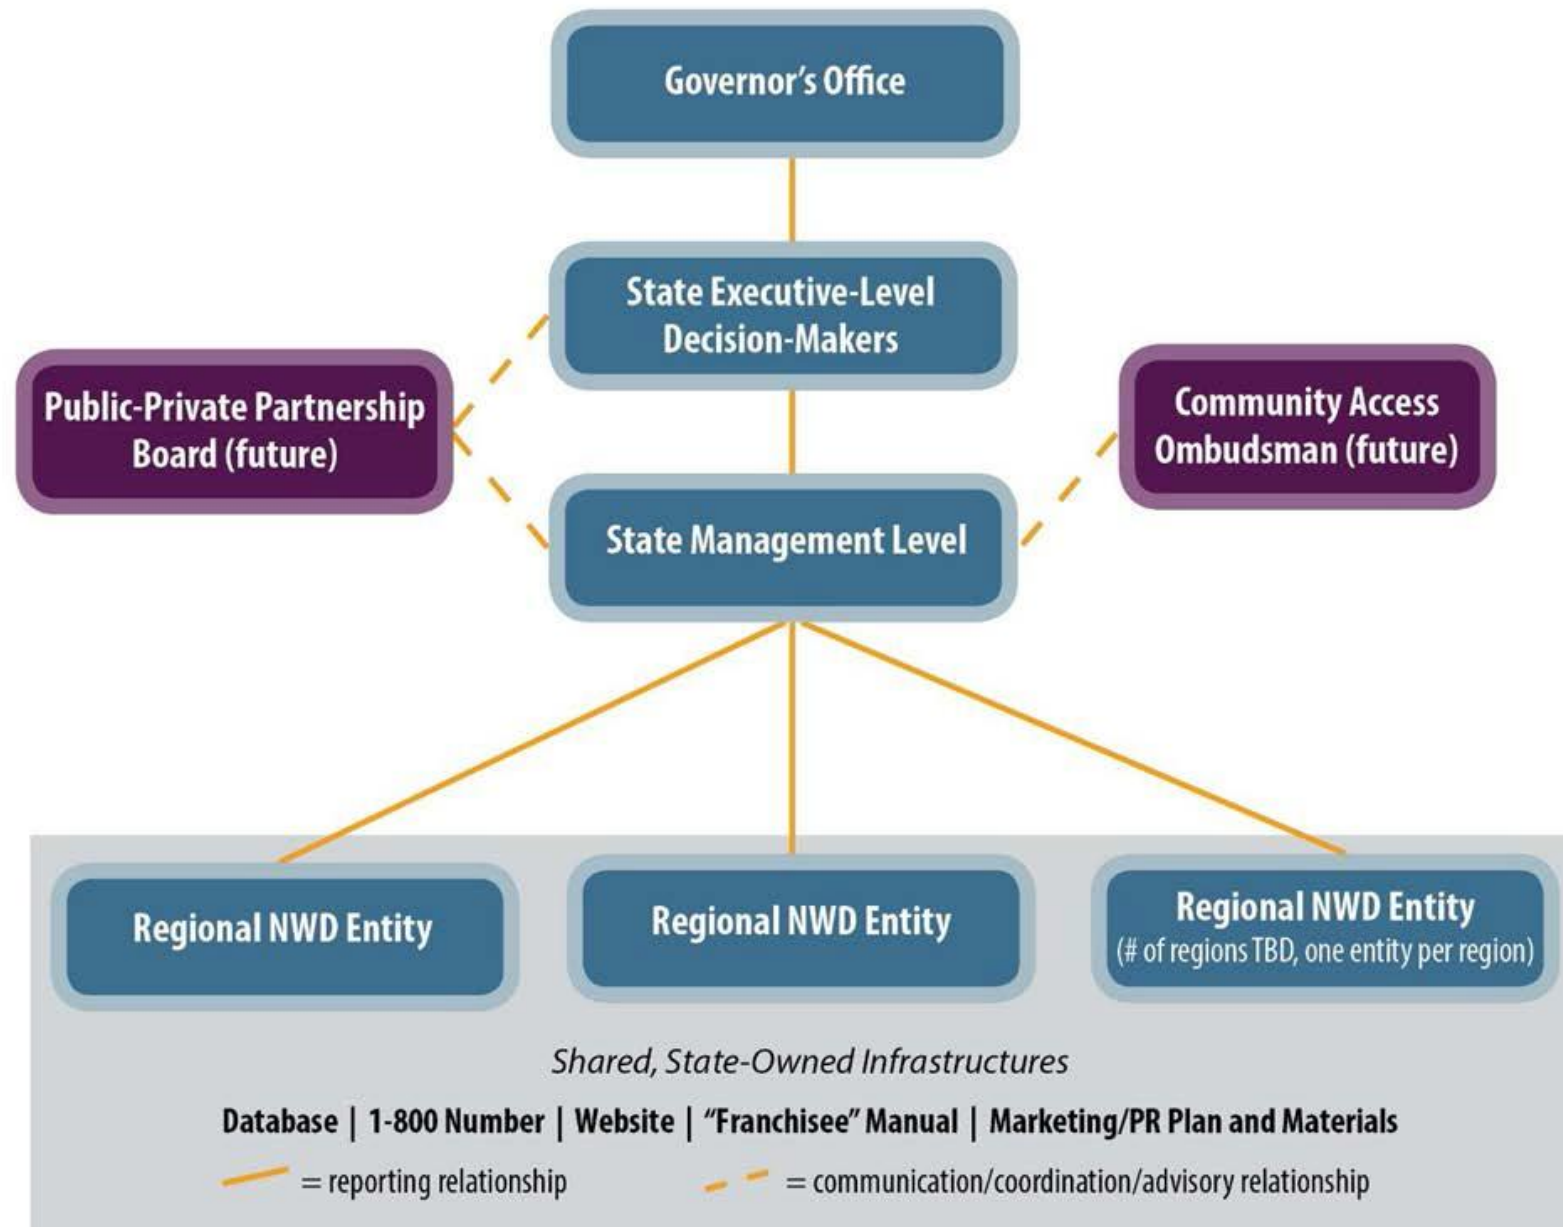 Governor’s Office
State Executive-Level
Decision-Makers
Public-Private Partnership
Board (future)
Community Access
Ombudsman (future)
State Management Level
Regional NWD Entity
Regional NWD Entity
Regional NWD Entity
(# of regions TBD, one entity per region)
Shared, State-Owned Infrastructures
Database | 1-800 Number | Website | “Franchisee” Manual | Marketing/PR Plan and Materials
= reporting relationship
= communication/coordination/advisory relationship